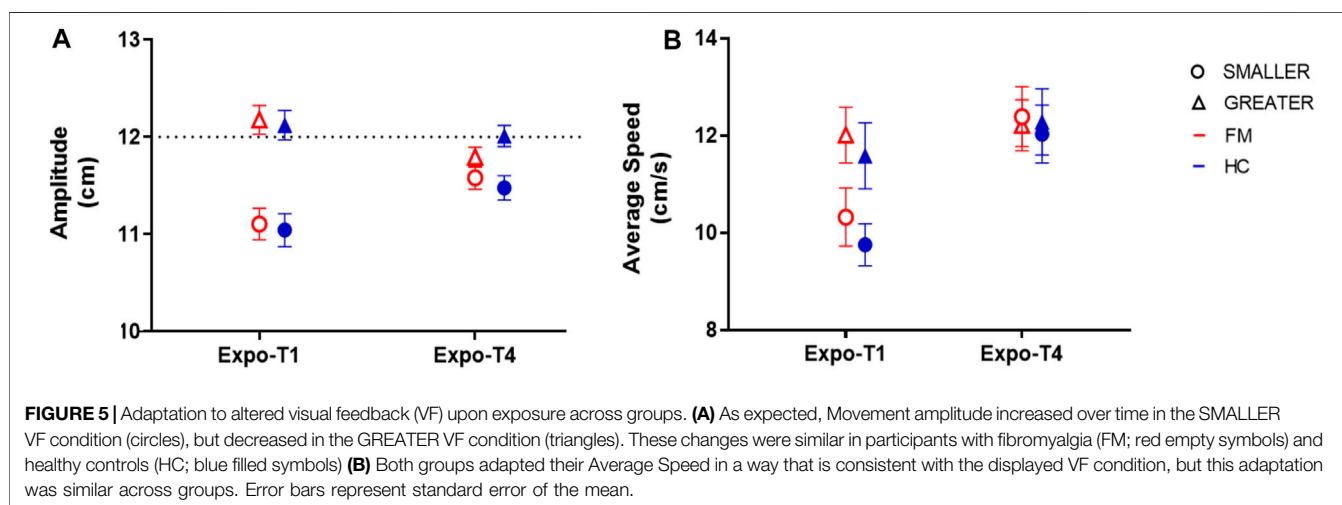 A
13
12
11
10
Amplitude
(cm)
Expo-T1
Expo-T4
B
14
12
10
8
Average Speed
(cm/s)
Expo-T1
Expo-T4
SMALLER
GREATER
FM
HC
FIGURE 5 | Adaptation to altered visual feedback (VF) upon exposure across groups. (A) As expected, Movement amplitude increased over time in the SMALLER
VF condition (circles), but decreased in the GREATER VF condition (triangles). These changes were similar in participants with fibromyalgia (FM; red empty symbols) and
healthy controls (HC; blue filled symbols) (B) Both groups adapted their Average Speed in a way that is consistent with the displayed VF condition, but this adaptation
was similar across groups. Error bars represent standard error of the mean.